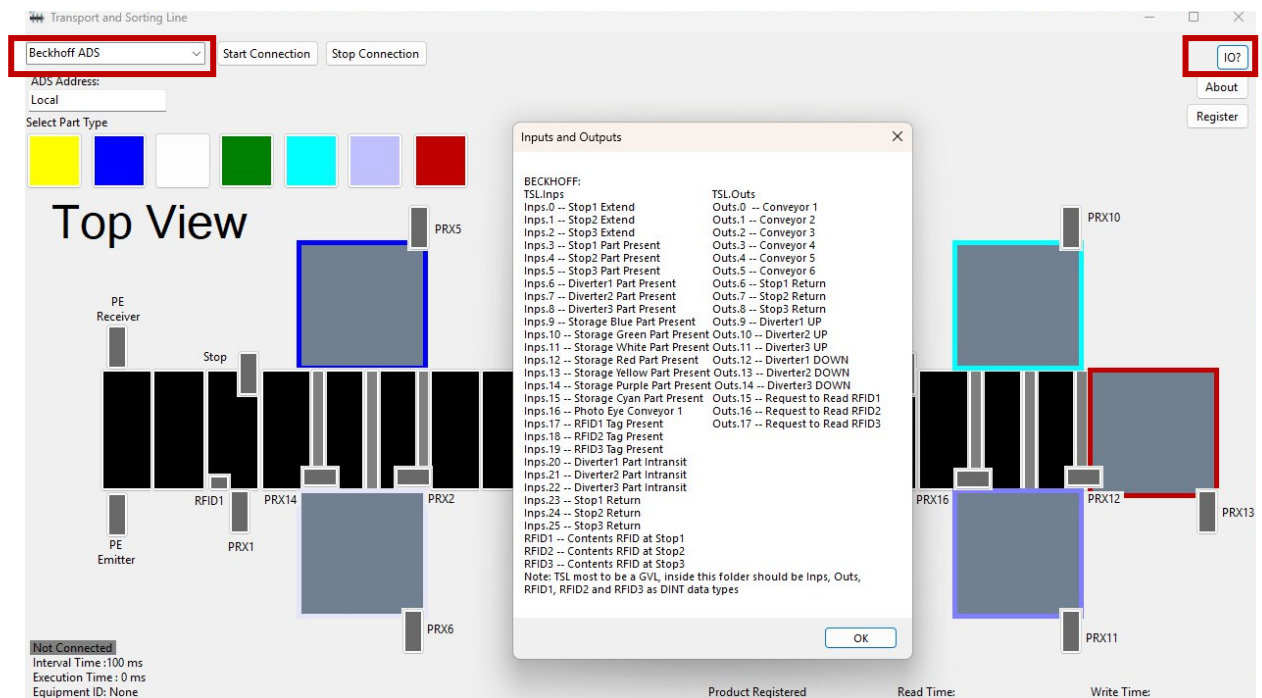 Transport and Sorting Line
Beckhoff ADS
Start Connection
Stop Connection
IO?
ADS Address:
About
Local
Register
Select Part Type
Top View
Inputs and Outputs
BECKHOFF:
TSL.Inps TSL.Outs
Inps.0 -- Stop1 Extend Outs.0 -- Conveyor 1
Inps.1 -- Stop2 Extend Outs.1 -- Conveyor 2
Inps.2 -- Stop3 Extend Outs.2 -- Conveyor 3
Inps.3 -- Stop1 Part Present Outs.3 -- Conveyor 4
Inps.4 -- Stop2 Part Present Outs.4 -- Conveyor 5
Inps.5 -- Stop3 Part Present Outs.5 -- Conveyor 6
Inps.6 -- Diverter1 Part Present Outs.6 -- Stop1 Return
Inps.7 -- Diverter2 Part Present Outs.7 -- Stop2 Return
Inps.8 -- Diverter3 Part Present Outs.8 -- Stop3 Return
Inps.9 -- Storage Blue Part Present Outs.9 -- Diverter1 UP
Inps.10 -- Storage Green Part Present Outs.10 -- Diverter2 UP
Inps.11 -- Storage White Part Present Outs.11 -- Diverter3 UP
Inps.12 -- Storage Red Part Present Outs.12 -- Diverter1 DOWN
Inps.13 -- Storage Yellow Part Present Outs.13 -- Diverter2 DOWN
Inps.14 -- Storage Purple Part Present Outs.14 -- Diverter3 DOWN
Inps.15 -- Storage Cyan Part Present Outs.15 -- Request to Read RFID1
Inps.16 -- Photo Eye Conveyor 1 Outs.16 -- Request to Read RFID2
Inps.17 -- RFID1 Tag Present Outs.17 -- Request to Read RFID3
Inps.18 -- RFID2 Tag Present
Inps.19 -- RFID3 Tag Present
Inps.20 -- Diverter1 Part Intransit
Inps.21 -- Diverter2 Part Intransit
Inps.22 -- Diverter3 Part Intransit
Inps.23 -- Stop1 Return
Inps.24 -- Stop2 Return
Inps.25 -- Stop3 Return
RFID1 -- Contents RFID at Stop1
RFID2 -- Contents RFID at Stop2
RFID3 -- Contents RFID at Stop3
Note: TSL most to be a GVL, inside this folder should be Inps, Outs,
RFID1, RFID2 and RFID3 as DINT data types
OK
PRX5
PRX10
PE
Receiver
Stop
RFID1
PRX14
PRX2
PRX16
PRX12
PRX13
PE
Emitter
PRX1
PRX6
PRX11
Not Connected
Interval Time :100 ms
Execution Time : 0 ms
Equipment ID: None
Product Registered
Read Time:
Write Time: